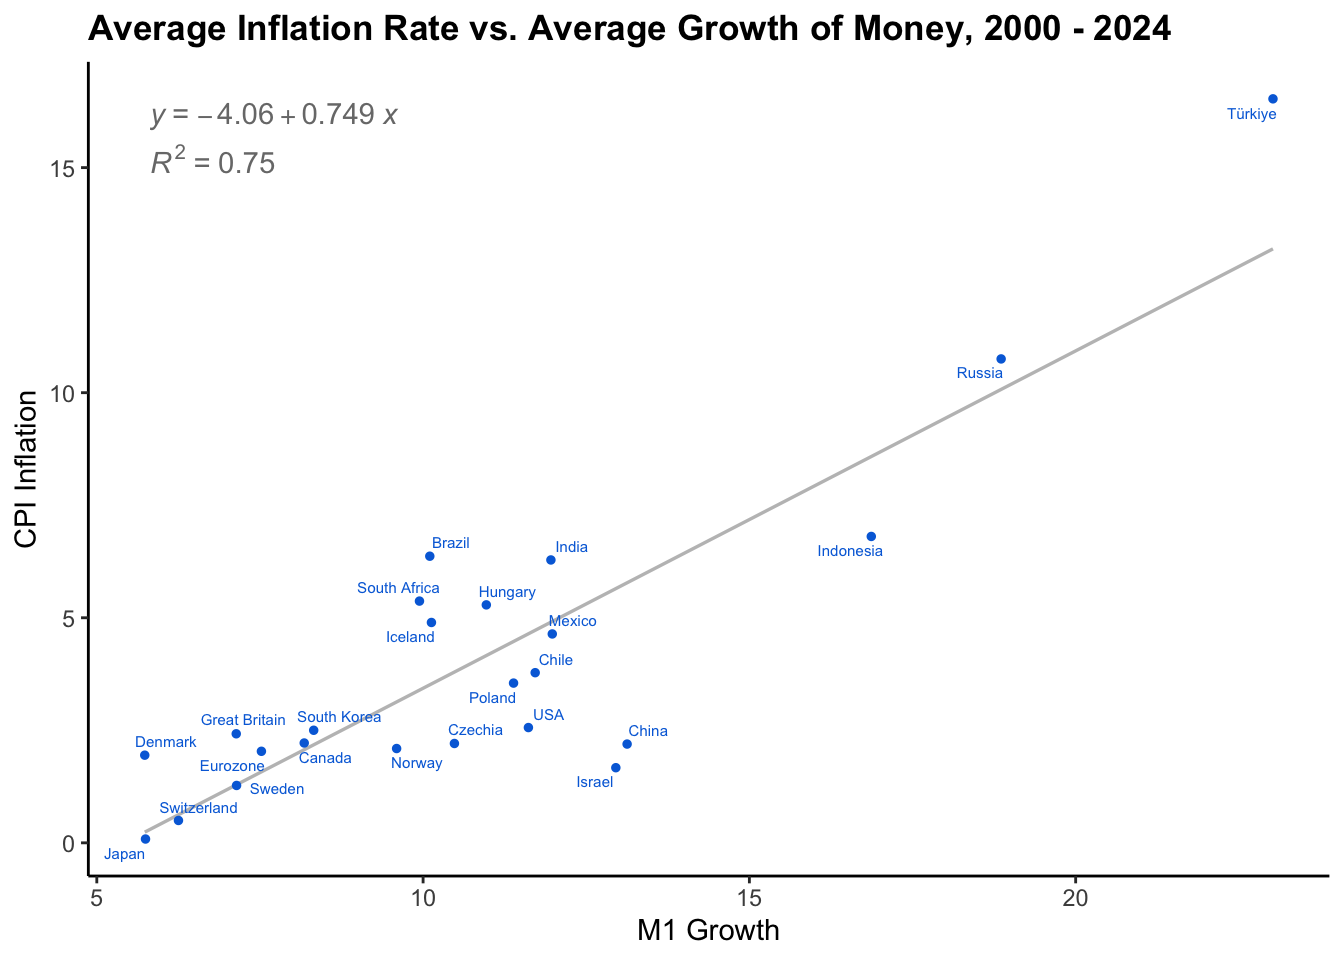 Average Inflation Rate vs. Average Growth of Money, 2000 - 2024
y = −4.06 + 0.749 x
R² = 0.75
CPI Inflation
15
10
5
0
Türkiye
Russia
Indonesia
Brazil
India
South Africa
Hungary
Iceland
Mexico
Chile
Poland
USA
Great Britain
South Korea
Czechia
China
Denmark
Canada
Eurozone
Norway
Israel
Sweden
Switzerland
Japan
5
10
15
20
M1 Growth